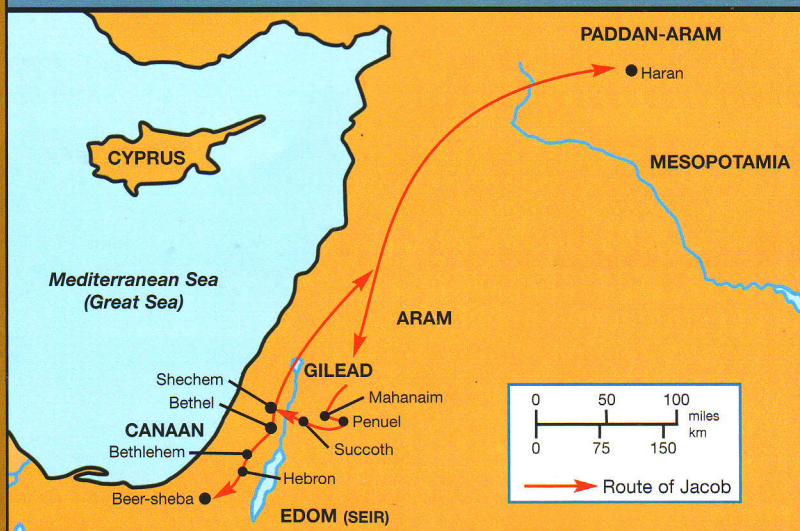 PADDAN-ARAM
Haran
CYPRUS
MESOPOTAMIA
Mediterranean Sea
(Great Sea)
ARAM
GILEAD
Shechem
Mahanaim
Bethel
Penuel
CANAAN
Succoth
Bethlehem
Hebron
Beer-sheba
EDOM (SEIR)
0 50 100
miles
km
0 75 150
Route of Jacob